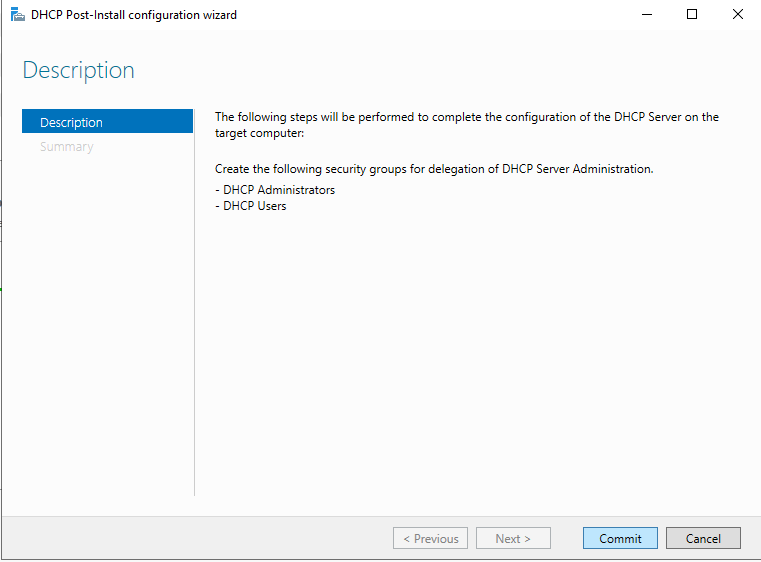 DHCP Post-Install configuration wizard
Description
Description
Summary
The following steps will be performed to complete the configuration of the DHCP Server on the
target computer:
Create the following security groups for delegation of DHCP Server Administration.
- DHCP Administrators
- DHCP Users
< Previous
Next >
Commit
Cancel